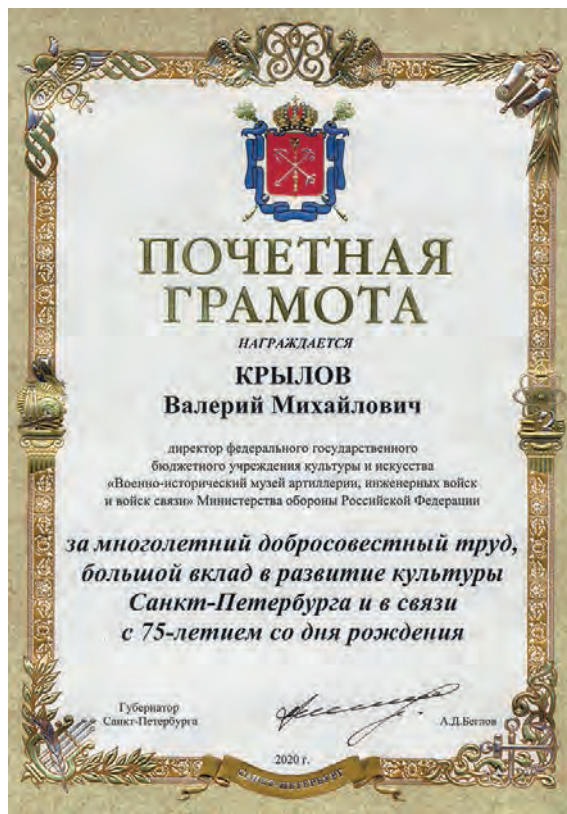 ПОЧЕТНАЯ
ГРАМОТА
НАГРАЖДАЕТСЯ
КРЫЛОВ
Валерий Михайлович
директор федерального государственного
бюджетного учреждения культуры и искусства
«Военно-исторический музей артиллерии, инженерных войск
и войск связи» Министерства обороны Российской Федерации
за многолетний добросовестный труд,
большой вклад в развитие культуры
Санкт-Петербурга и в связи
с 75-летием со дня рождения
Губернатор
Санкт-Петербурга
А.Д.Беглов
2020 г.
САНКТ-ПЕТЕРБУРГ